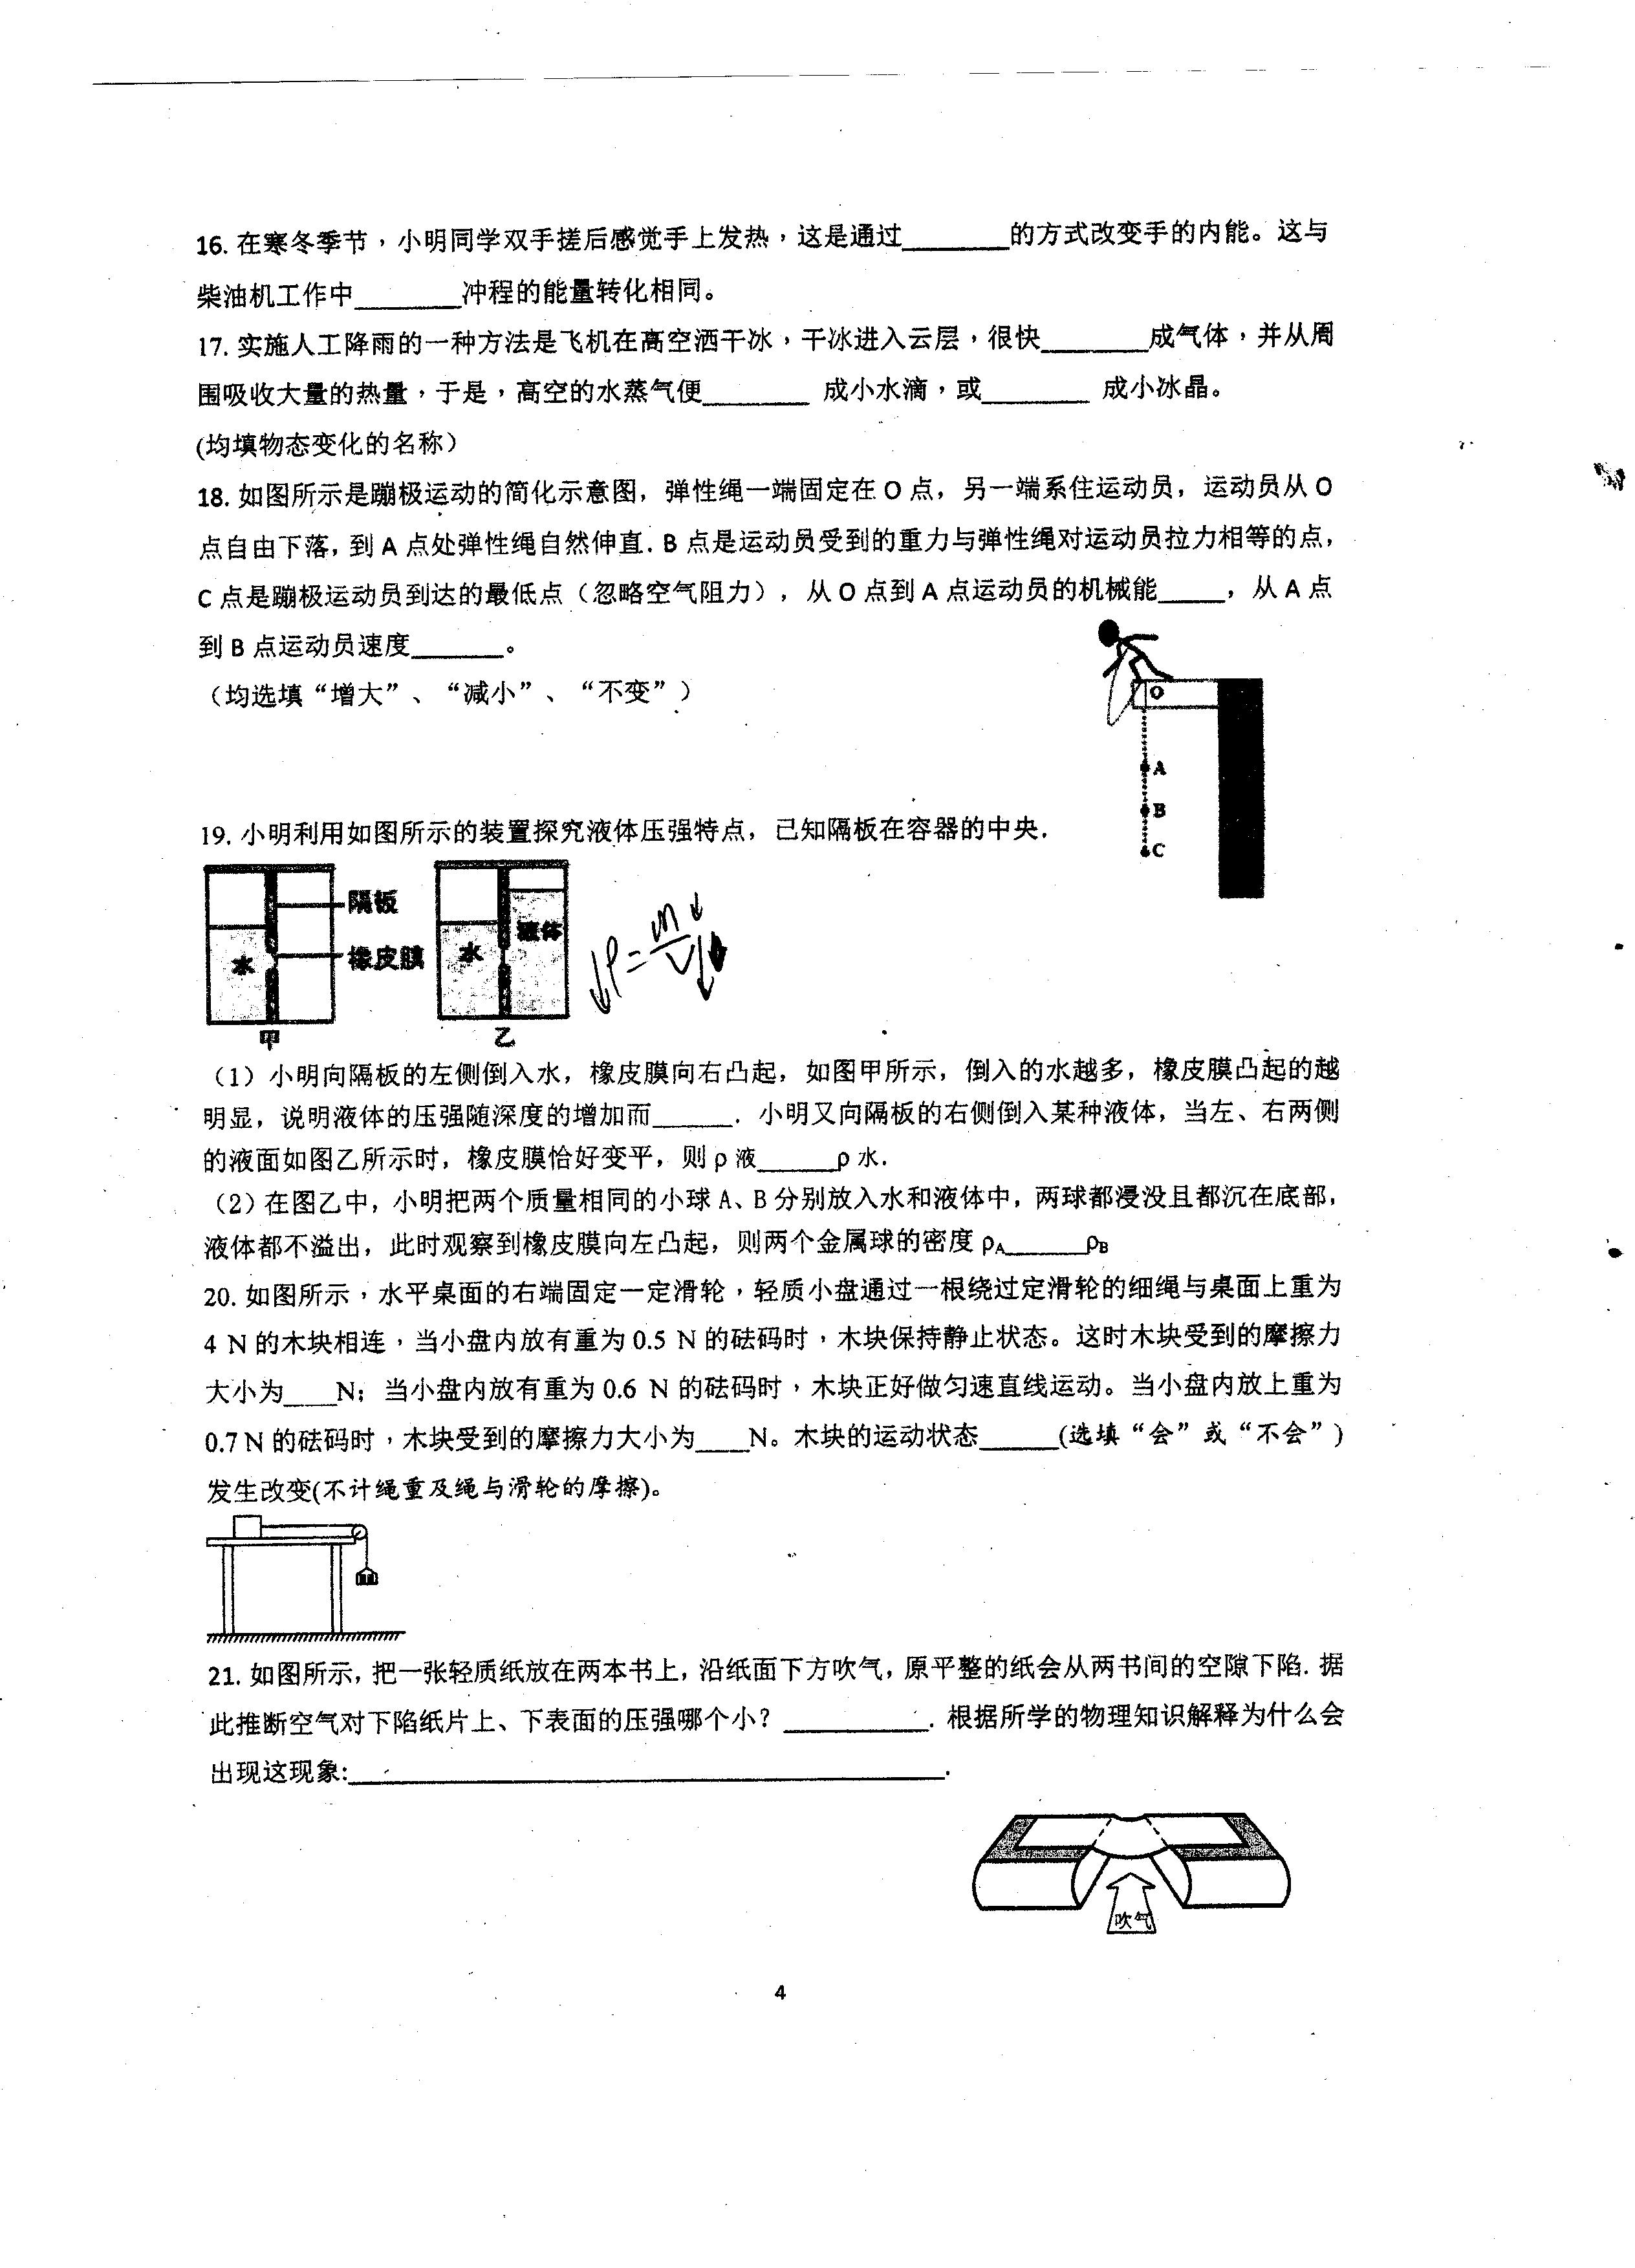 16. 在寒冬季节，小明同学双手搓后感觉手上发热，这是通过________的方式改变手的内能。这与
柴油机工作中________冲程的能量转化相同。
17. 实施人工降雨的一种方法是飞机在高空洒干冰，干冰进入云层，很快________成气体，并从周
围吸收大量的热量，于是，高空的水蒸气便________ 成小水滴，或________ 成小冰晶。
(均填物态变化的名称）
18. 如图所示是蹦极运动的简化示意图，弹性绳一端固定在 O 点，另一端系住运动员，运动员从 O
点自由下落，到 A 点处弹性绳自然伸直. B 点是运动员受到的重力与弹性绳对运动员拉力相等的点，
C 点是蹦极运动员到达的最低点（忽略空气阻力），从 O 点到 A 点运动员的机械能_____，从 A 点
到 B 点运动员速度_______。
（均选填“增大”、“减小”、“不变”）
O
A
B
C
19. 小明利用如图所示的装置探究液体压强特点，已知隔板在容器的中央.
隔板
橡皮膜
水
甲
水
液体
乙
ρ=m/V
（1）小明向隔板的左侧倒入水，橡皮膜向右凸起，如图甲所示，倒入的水越多，橡皮膜凸起的越
明显，说明液体的压强随深度的增加而______. 小明又向隔板的右侧倒入某种液体，当左、右两侧
的液面如图乙所示时，橡皮膜恰好变平，则 ρ 液______ρ 水.
（2）在图乙中，小明把两个质量相同的小球 A、B 分别放入水和液体中，两球都浸没且都沉在底部，
液体都不溢出，此时观察到橡皮膜向左凸起，则两个金属球的密度 ρA______ρB
20. 如图所示，水平桌面的右端固定一定滑轮，轻质小盘通过一根绕过定滑轮的细绳与桌面上重为
4 N 的木块相连，当小盘内放有重为 0.5 N 的砝码时，木块保持静止状态。这时木块受到的摩擦力
大小为____N；当小盘内放有重为 0.6 N 的砝码时，木块正好做匀速直线运动。当小盘内放上重为
0.7 N 的砝码时，木块受到的摩擦力大小为____N。木块的运动状态______(选填“会”或“不会”)
发生改变(不计绳重及绳与滑轮的摩擦)。
21. 如图所示，把一张轻质纸放在两本书上，沿纸面下方吹气，原平整的纸会从两书间的空隙下陷. 据
此推断空气对下陷纸片上、下表面的压强哪个小？ ___________. 根据所学的物理知识解释为什么会
出现这现象:______________________________________________.
吹气
4